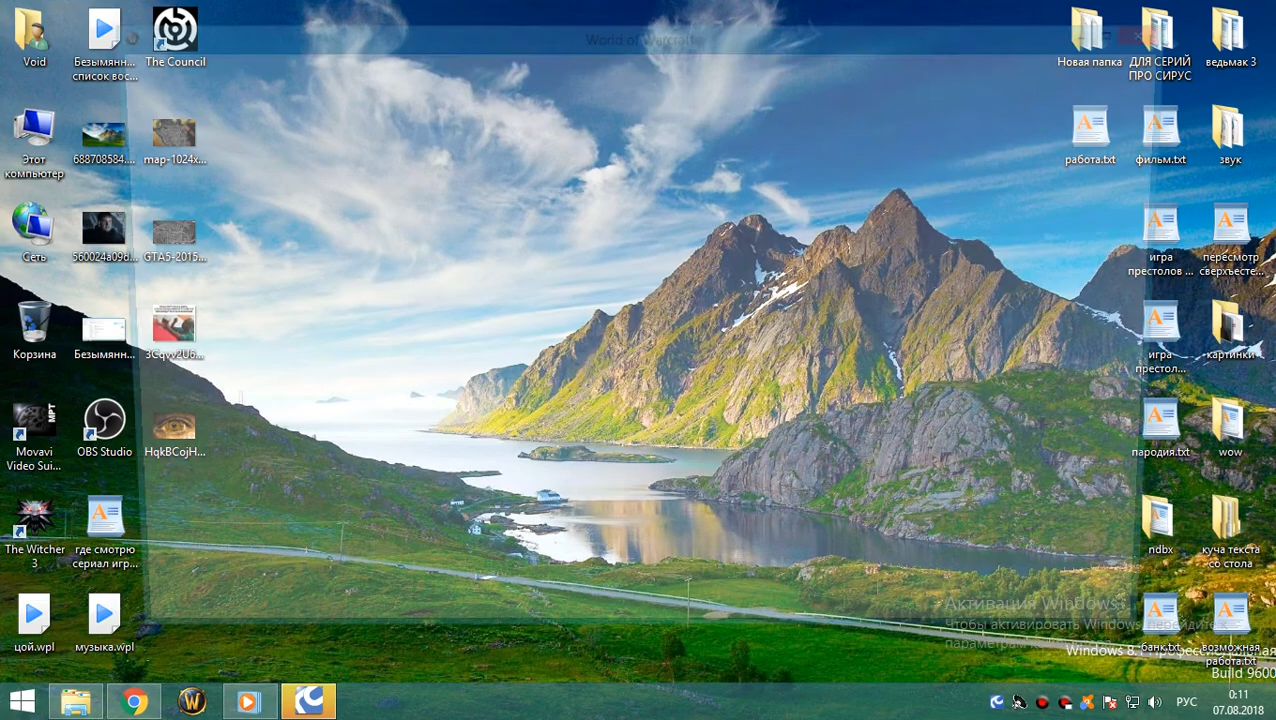 World of Warcraft
Void
Безымянн...
список вос...
The Council
Новая папка
ДЛЯ СЕРИЙ
ПРО СИРУС
ведьмак 3
Этот
компьютер
688708584....
map-1024x...
работа.txt
фильм.txt
звук
Сеть
560024a09d...
GTA5-2015...
игра
престолов ...
пересмотр
сверхъесте...
Корзина
Безымянн...
3Cqvv2U6...
игра
престол...
картинки
MPT
Movavi
Video Sui...
OBS Studio
HqkBCojH...
пародия.txt
wow
The Witcher
3
где смотрю
сериал игр...
ndbx
куча текста
со стола
цой.wpl
музыка.wpl
банк.txt
возможная
работа.txt
Активация Windows
Чтобы активировать Windows, перейдите к
параметрам
Windows 8.
Build 9600
РУС
0:11
07.08.2018